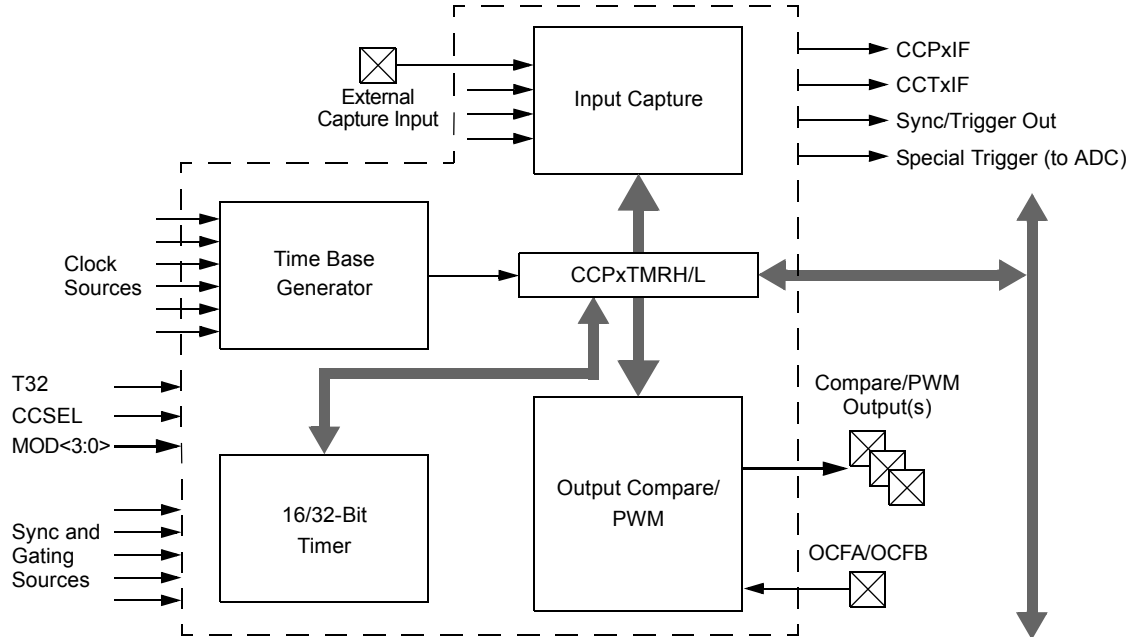 CCPxIF
CCTxIF
Sync/Trigger Out
Special Trigger (to ADC)
External
Capture Input
Input Capture
Clock
Sources
Time Base
Generator
CCPxTMRH/L
T32
CCSEL
MOD<3:0>
Sync and
Gating
Sources
16/32-Bit
Timer
Output Compare/
PWM
Compare/PWM
Output(s)
OCFA/OCFB